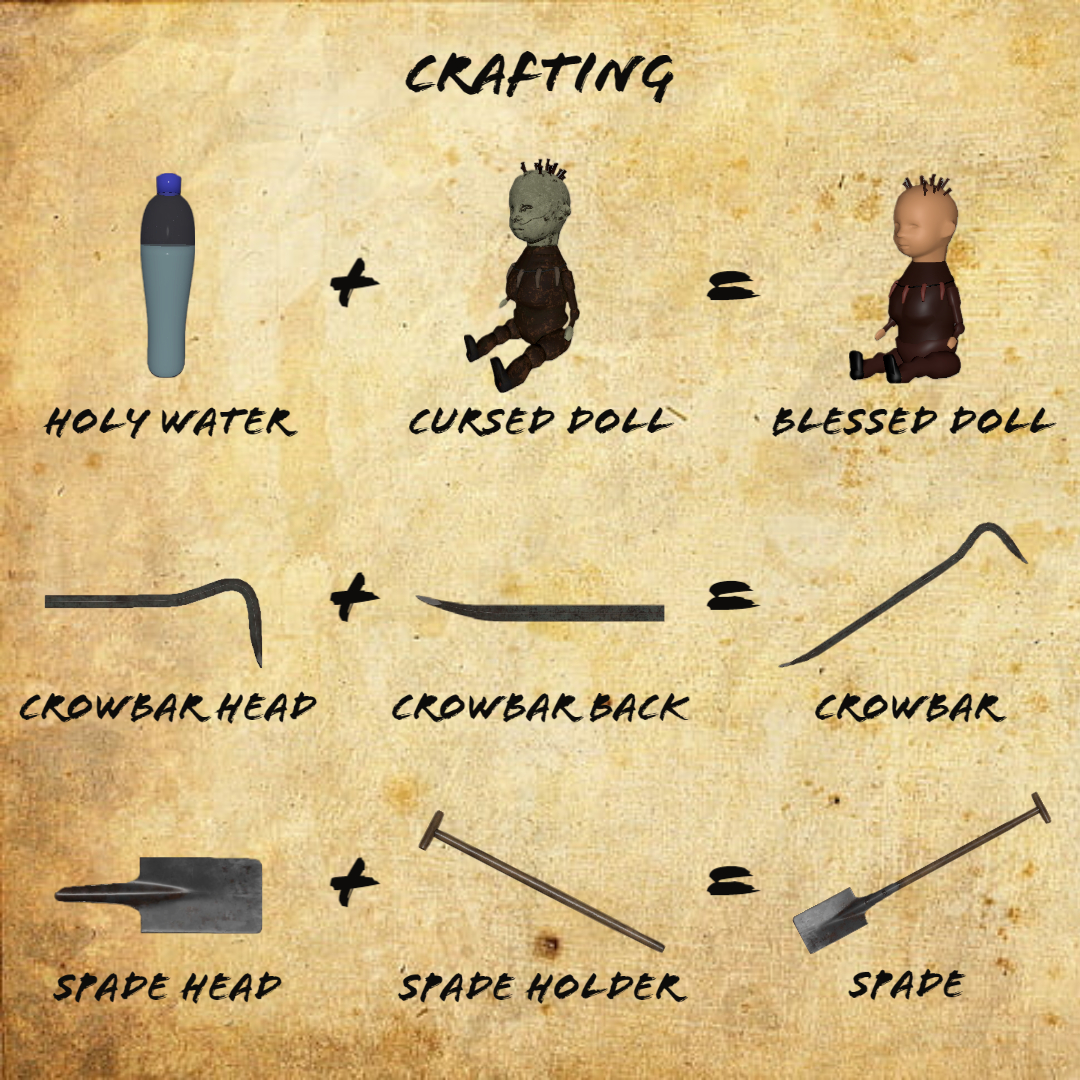 CRAFTING
+ =
HOLY WATER CURSED DOLL BLESSED DOLL
+ =
CROWBAR HEAD CROWBAR BACK CROWBAR
+ =
SPADE HEAD SPADE HOLDER SPADE